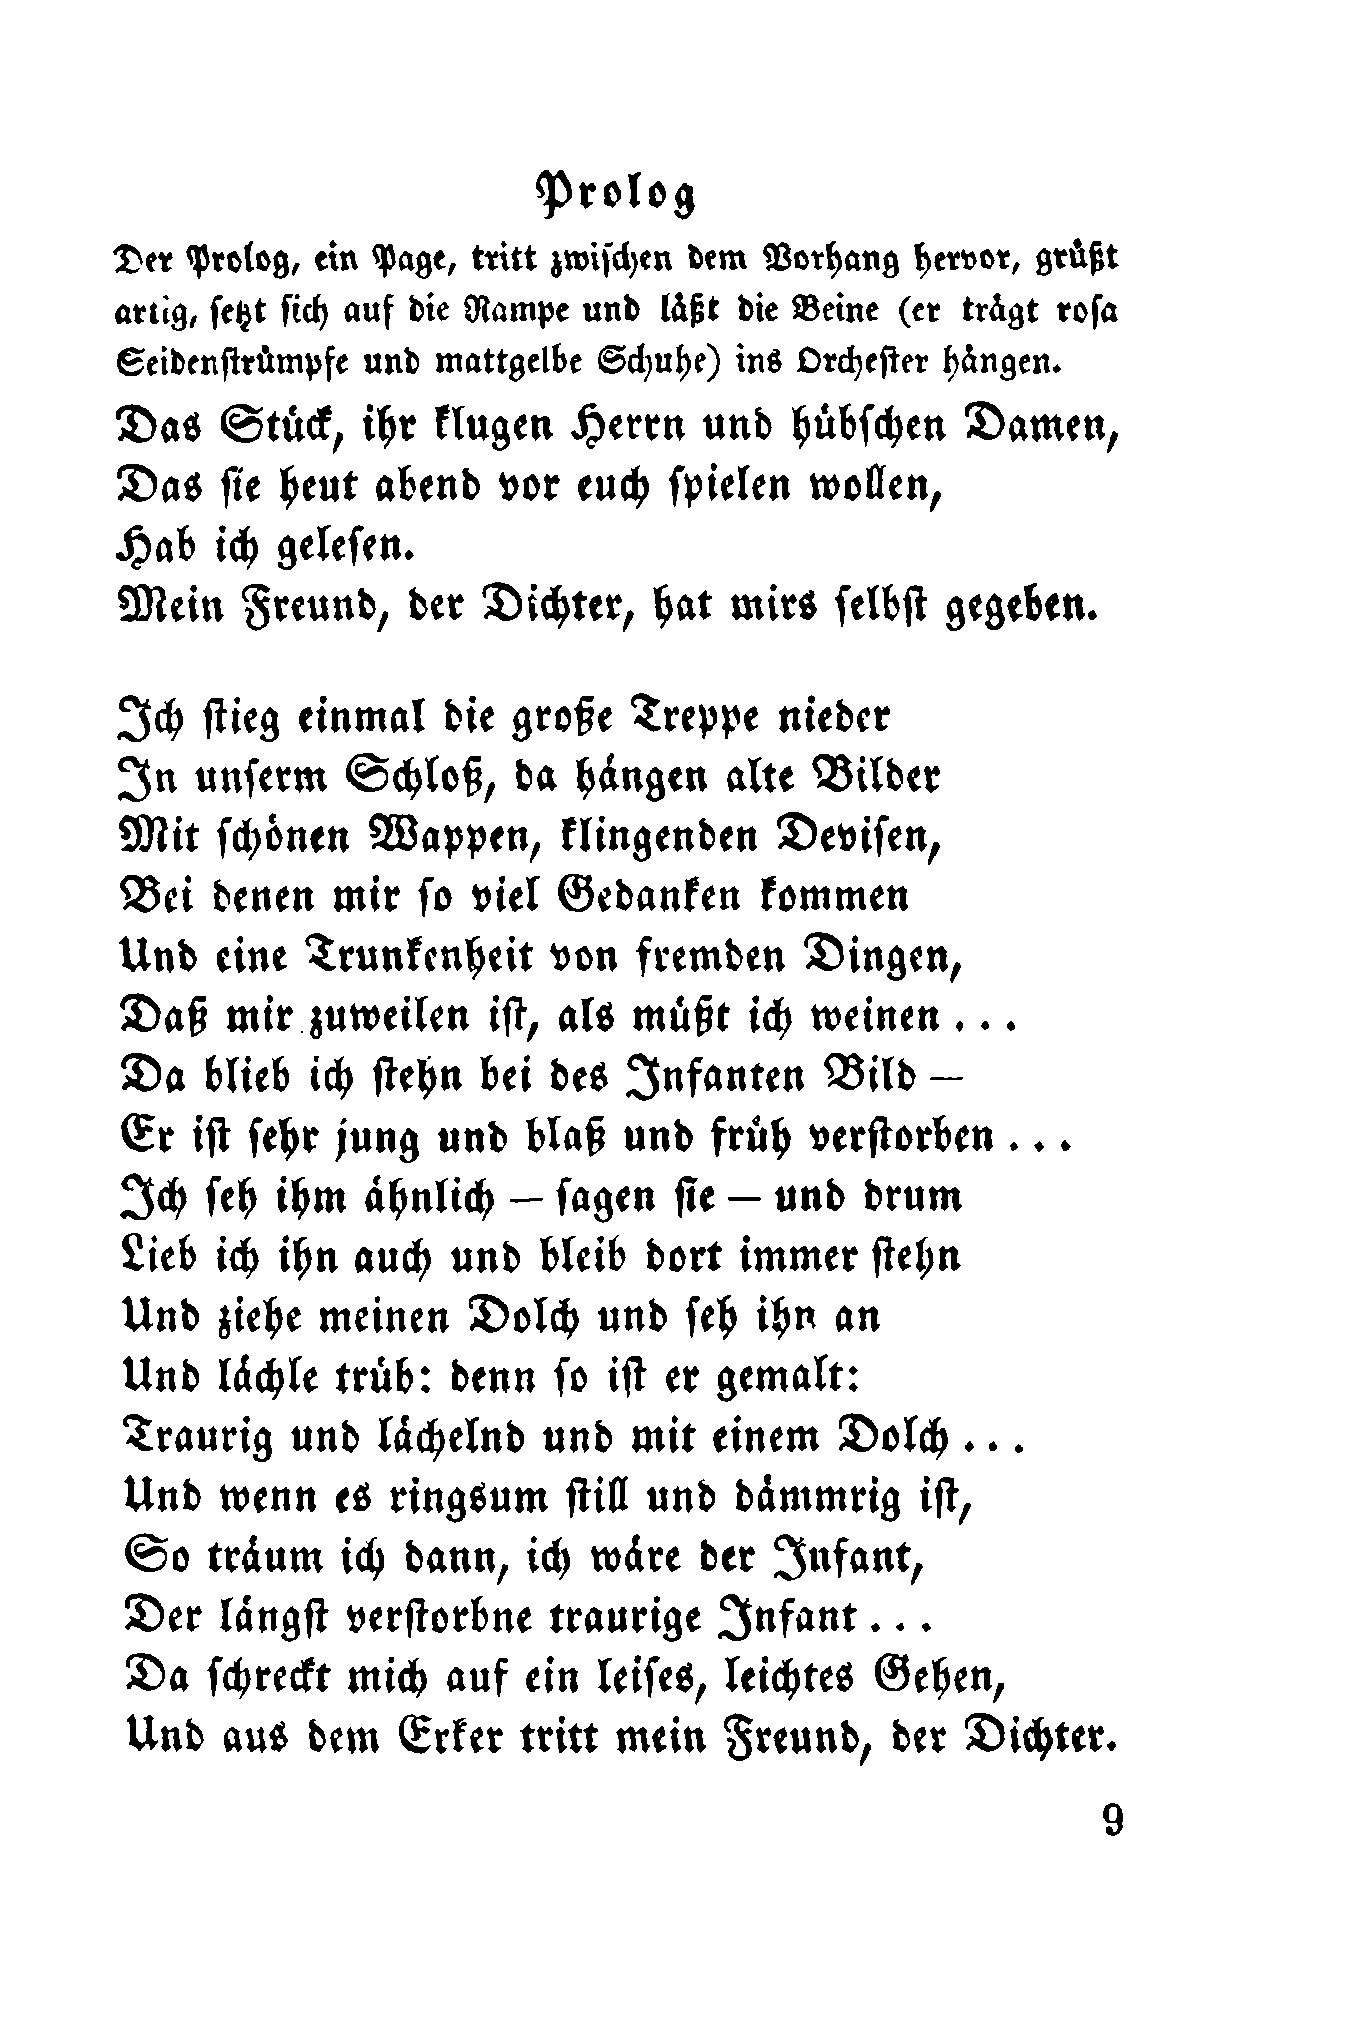 Prolog
Der Prolog, ein Page, tritt zwiſchen dem Vorhang hervor, grüßt
artig, ſetzt ſich auf die Rampe und läßt die Beine (er trägt roſa
Seidenſtrümpfe und mattgelbe Schuhe) ins Orcheſter hängen.
Das Stück, ihr klugen Herrn und hübſchen Damen,
Das ſie heut abend vor euch ſpielen wollen,
Hab ich geleſen.
Mein Freund, der Dichter, hat mirs ſelbſt gegeben.
Ich ſtieg einmal die große Treppe nieder
In unſerm Schloß, da hängen alte Bilder
Mit ſchönen Wappen, klingenden Deviſen,
Bei denen mir ſo viel Gedanken kommen
Und eine Trunkenheit von fremden Dingen,
Daß mir zuweilen iſt, als müßt ich weinen . . .
Da blieb ich ſtehn bei des Infanten Bild –
Er iſt ſehr jung und blaß und früh verſtorben . . .
Ich ſeh ihm ähnlich – ſagen ſie – und drum
Lieb ich ihn auch und bleib dort immer ſtehn
Und ziehe meinen Dolch und ſeh ihn an
Und lächle trüb: denn ſo iſt er gemalt:
Traurig und lächelnd und mit einem Dolch . . .
Und wenn es ringsum ſtill und dämmrig iſt,
So träum ich dann, ich wäre der Infant,
Der längſt verſtorbne traurige Infant . . .
Da ſchreckt mich auf ein leiſes, leichtes Gehen,
Und aus dem Erker tritt mein Freund, der Dichter.
9